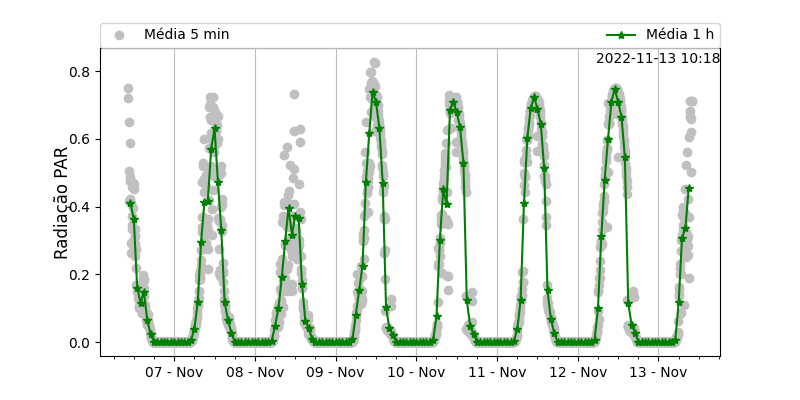 Média 5 min
Média 1 h
2022-11-13 10:18
Radiação PAR
0.8
0.6
0.4
0.2
0.0
07 - Nov
08 - Nov
09 - Nov
10 - Nov
11 - Nov
12 - Nov
13 - Nov